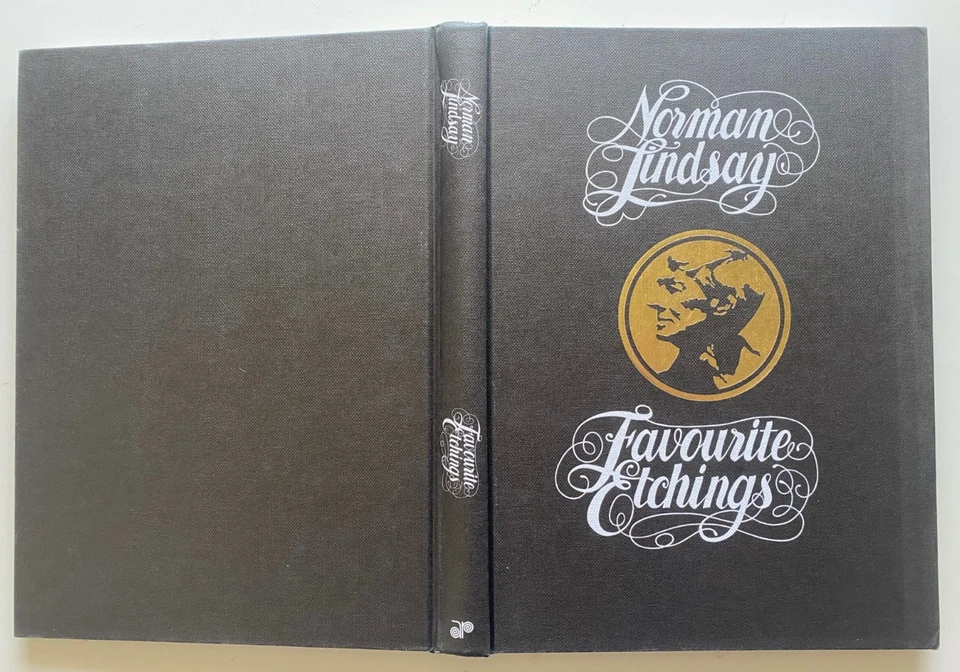 Norman
Lindsay
Favourite
Etchings
Norman
Lindsay
Favourite
Etchings